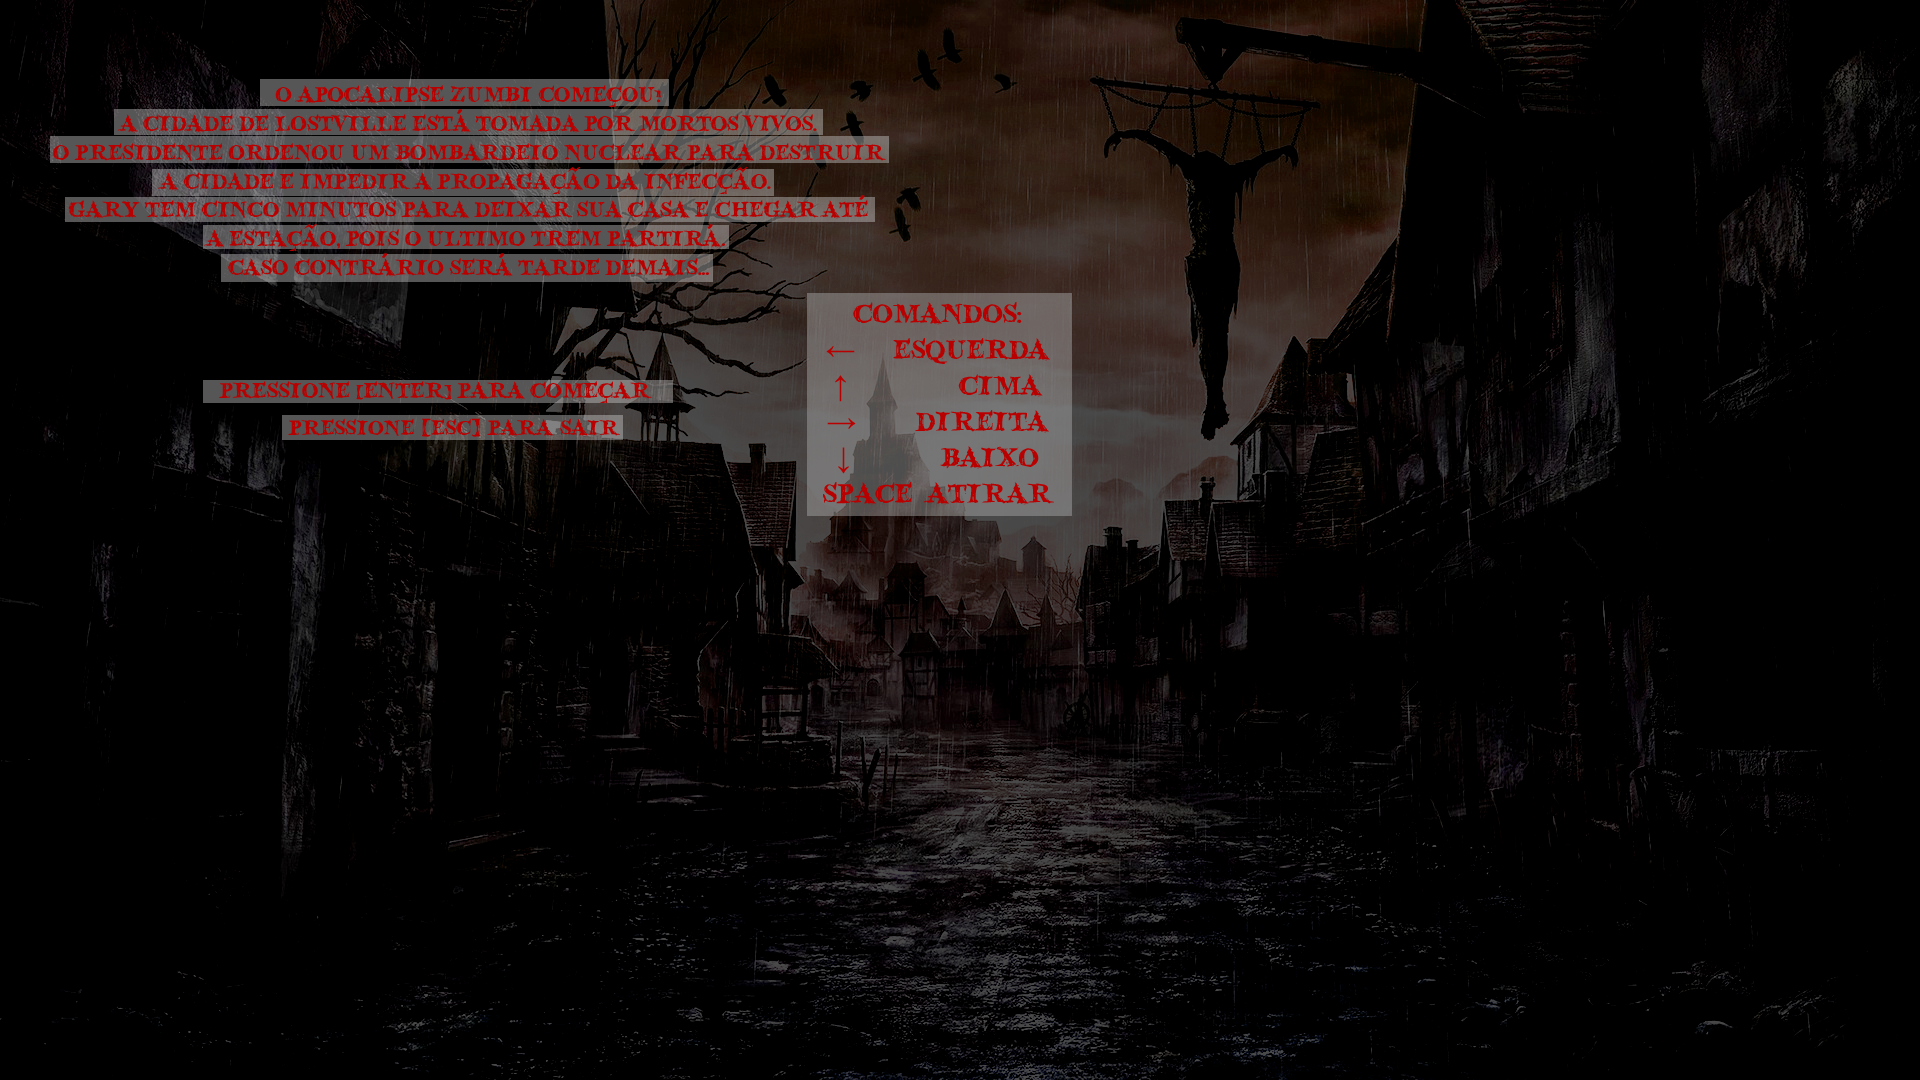 O APOCALIPSE ZUMBI COMEÇOU!
A CIDADE DE LOSTVILLE ESTÁ TOMADA POR MORTOS VIVOS.
O PRESIDENTE ORDENOU UM BOMBARDEIO NUCLEAR PARA DESTRUIR
A CIDADE E IMPEDIR A PROPAGAÇÃO DA INFECÇÃO.
GARY TEM CINCO MINUTOS PARA DEIXAR SUA CASA E CHEGAR ATÉ
A ESTAÇÃO, POIS O ULTIMO TREM PARTIRÁ.
CASO CONTRÁRIO SERÁ TARDE DEMAIS...
PRESSIONE [ENTER] PARA COMEÇAR
PRESSIONE [ESC] PARA SAIR
COMANDOS:
← ESQUERDA
↑ CIMA
→ DIREITA
↓ BAIXO
SPACE ATIRAR